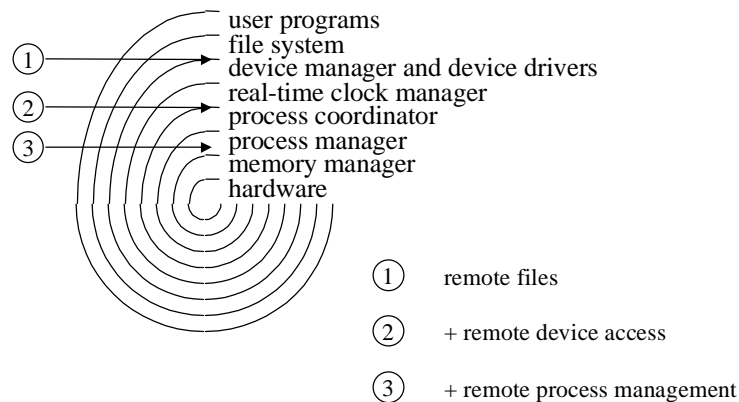 user programs
file system
1
device manager and device drivers
real-time clock manager
2
process coordinator
3
process manager
memory manager
hardware
1 remote files
2 + remote device access
3 + remote process management